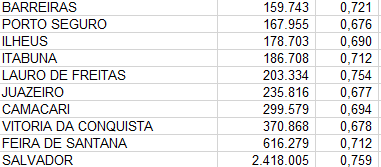 BARREIRAS 159.743 0,721
PORTO SEGURO 167.955 0,676
ILHEUS 178.703 0,690
ITABUNA 186.708 0,712
LAURO DE FREITAS 203.334 0,754
JUAZEIRO 235.816 0,677
CAMACARI 299.579 0,694
VITORIA DA CONQUISTA 370.868 0,678
FEIRA DE SANTANA 616.279 0,712
SALVADOR 2.418.005 0,759